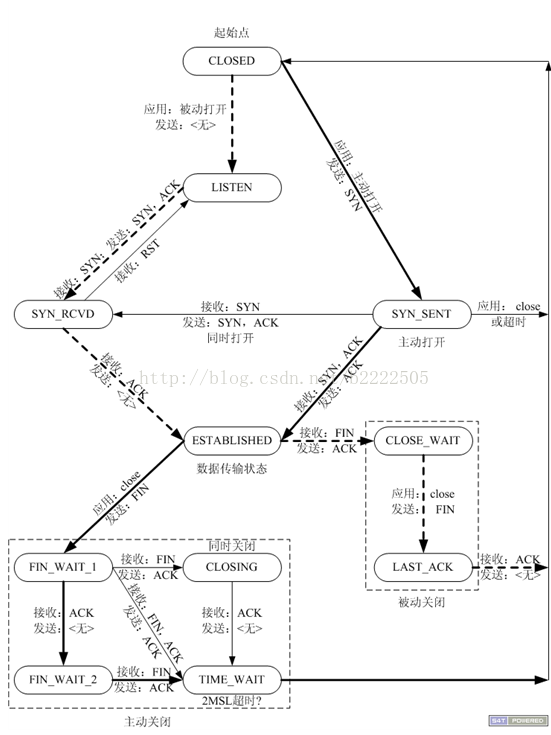 起始点
CLOSED
应用：被动打开
发送：<无>
应用：主动打开
发送：SYN
LISTEN
接收：SYN；发送：SYN，ACK
接收：RST
SYN_RCVD
接收：SYN
发送：SYN，ACK
同时打开
SYN_SENT
主动打开
应用：close
或超时
接收：ACK
发送：<无>
接收：SYN，ACK
发送：ACK
ESTABLISHED
数据传输状态
接收：FIN
发送：ACK
CLOSE_WAIT
应用：close
发送：FIN
应用：close
发送：FIN
LAST_ACK
被动关闭
接收：ACK
发送：<无>
同时关闭
FIN_WAIT_1
接收：FIN
发送：ACK
CLOSING
接收：ACK
发送：<无>
接收：FIN，ACK
发送：ACK
接收：ACK
发送：<无>
FIN_WAIT_2
接收：FIN
发送：ACK
TIME_WAIT
2MSL超时?
主动关闭
POWERED